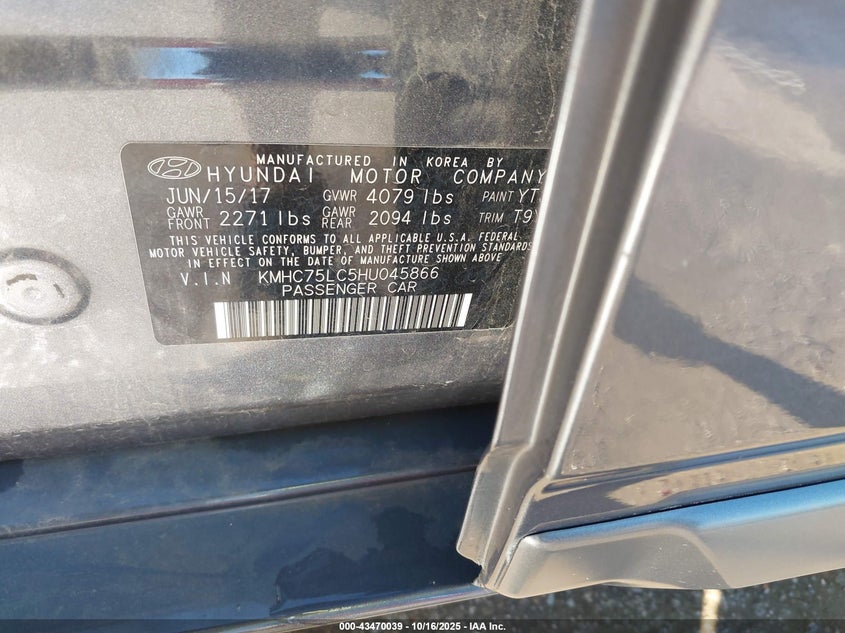 MANUFACTURED IN KOREA BY
HYUNDAI MOTOR COMPANY
JUN/15/17 GVWR 4079 lbs PAINT
GAWR FRONT 2271 lbs GAWR REAR 2094 lbs TRIM
THIS VEHICLE CONFORMS TO ALL APPLICABLE U.S.A. FEDERAL
MOTOR VEHICLE SAFETY, BUMPER, AND THEFT PREVENTION STANDARDS
IN EFFECT ON THE DATE OF MANUFACTURE SHOWN ABOVE
V.I.N KMHC75LC5HU045866
PASSENGER CAR
000-43470039 - 10/16/2025 - IAA Inc.